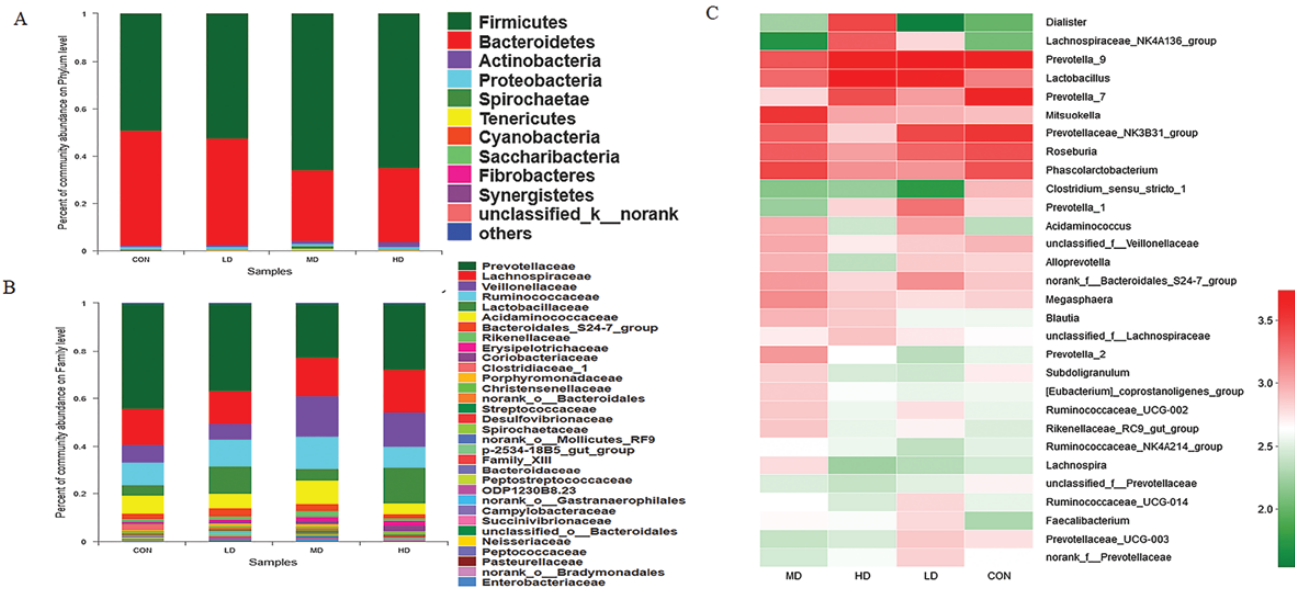 A
Percent of community abundance on Phylum level
1
0.8
0.6
0.4
0.2
0
CON
LD
MD
HD
Samples
Firmicutes
Bacteroidetes
Actinobacteria
Proteobacteria
Spirochaetae
Tenericutes
Cyanobacteria
Saccharibacteria
Fibrobacteres
Synergistetes
unclassified_k__norank
others
B
Percent of community abundance on Family level
1
0.8
0.6
0.4
0.2
0
CON
LD
MD
HD
Samples
Prevotellaceae
Lachnospiraceae
Veillonellaceae
Ruminococcaceae
Lactobacillaceae
Acidaminococcaceae
Bacteroidales_S24-7_group
Rikenellaceae
Erysipelotrichaceae
Coriobacteriaceae
Clostridiaceae_1
Porphyromonadaceae
Christensenellaceae
norank_o__Bacteroidales
Streptococcaceae
Desulfovibrionaceae
Spirochaetaceae
norank_o__Mollicutes_RF9
p-2534-18B5_gut_group
Family_XIII
Bacteroidaceae
Peptostreptococcaceae
ODP1230B8.23
norank_o__Gastranaerophilales
Campylobacteraceae
Succinivibrionaceae
unclassified_o__Bacteroidales
Neisseriaceae
Peptococcaceae
Pasteurellaceae
norank_o__Bradymonadales
Enterobacteriaceae
C
Dialister
Lachnospiraceae_NK4A136_group
Prevotella_9
Lactobacillus
Prevotella_7
Mitsuokella
Prevotellaceae_NK3B31_group
Roseburia
Phascolarctobacterium
Clostridium_sensu_stricto_1
Prevotella_1
Acidaminococcus
unclassified_f__Veillonellaceae
Alloprevotella
norank_f__Bacteroidales_S24-7_group
Megasphaera
Blautia
unclassified_f__Lachnospiraceae
Prevotella_2
Subdoligranulum
[Eubacterium]_coprostanoligenes_group
Ruminococcaceae_UCG-002
Rikenellaceae_RC9_gut_group
Ruminococcaceae_NK4A214_group
Lachnospira
unclassified_f__Prevotellaceae
Ruminococcaceae_UCG-014
Faecalibacterium
Prevotellaceae_UCG-003
norank_f__Prevotellaceae
MD
HD
LD
CON
3.5
3.0
2.5
2.0